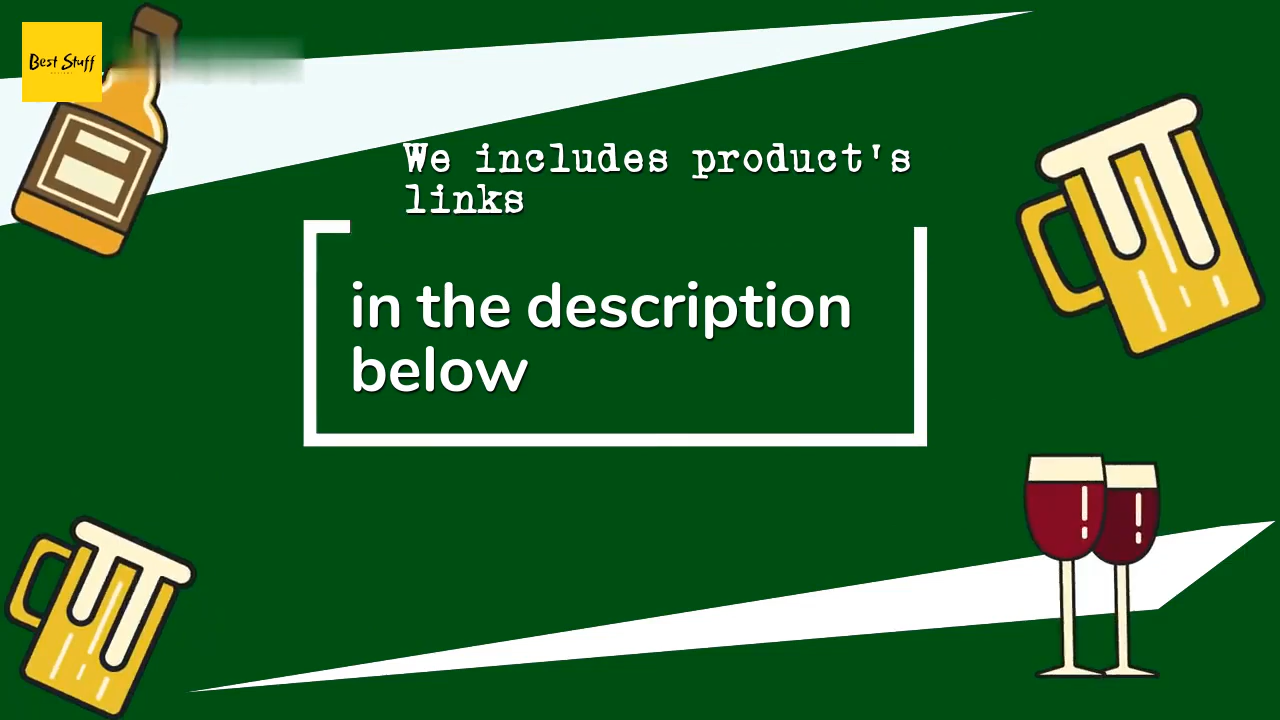 Best Stuff
We includes product's
links
in the description
below